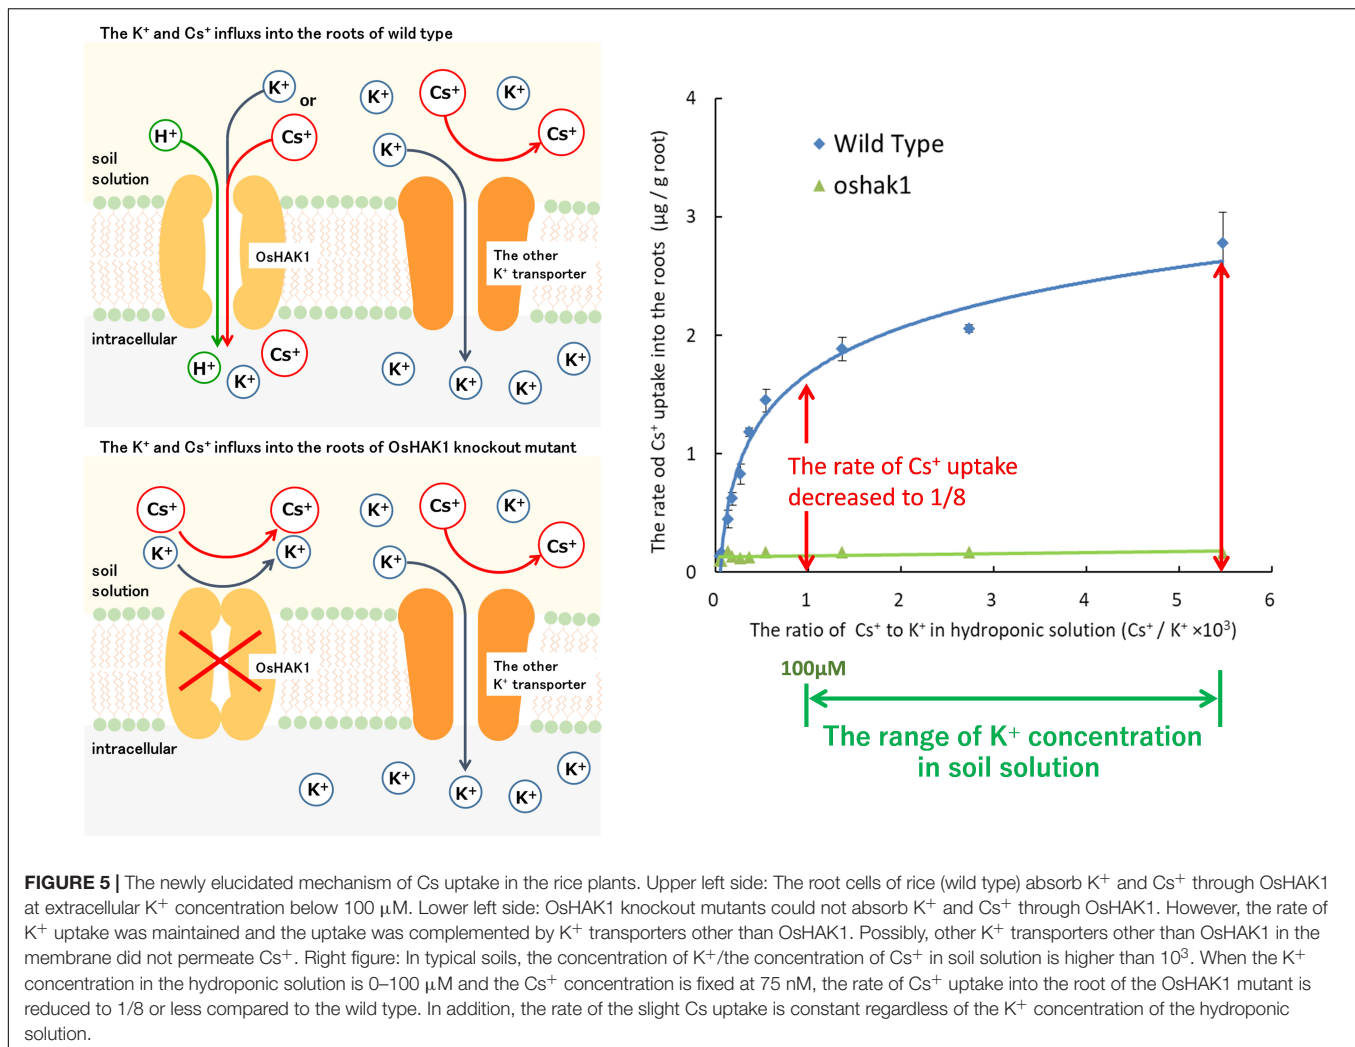 The K⁺ and Cs⁺ influxs into the roots of wild type
K⁺
or
H⁺
Cs⁺
K⁺
Cs⁺
K⁺
Cs⁺
K⁺
soil
solution
OsHAK1
The other
K⁺ transporter
intracellular
H⁺
K⁺
Cs⁺
K⁺
K⁺
K⁺
K⁺
The K⁺ and Cs⁺ influxs into the roots of OsHAK1 knockout mutant
Cs⁺
Cs⁺
K⁺
K⁺
K⁺
Cs⁺
K⁺
Cs⁺
K⁺
soil
solution
OsHAK1
The other
K⁺ transporter
intracellular
K⁺
K⁺
K⁺
K⁺
K⁺
The rate od Cs⁺ uptake into the roots (μg / g root)
4
3
2
1
0
Wild Type
oshak1
The rate of Cs⁺ uptake
decreased to 1/8
0 1 2 3 4 5 6
The ratio of Cs⁺ to K⁺ in hydroponic solution (Cs⁺ / K⁺ ×10³)
100μM
The range of K⁺ concentration
in soil solution
FIGURE 5 | The newly elucidated mechanism of Cs uptake in the rice plants. Upper left side: The root cells of rice (wild type) absorb K⁺ and Cs⁺ through OsHAK1
at extracellular K⁺ concentration below 100 μM. Lower left side: OsHAK1 knockout mutants could not absorb K⁺ and Cs⁺ through OsHAK1. However, the rate of
K⁺ uptake was maintained and the uptake was complemented by K⁺ transporters other than OsHAK1. Possibly, other K⁺ transporters other than OsHAK1 in the
membrane did not permeate Cs⁺. Right figure: In typical soils, the concentration of K⁺/the concentration of Cs⁺ in soil solution is higher than 10³. When the K⁺
concentration in the hydroponic solution is 0–100 μM and the Cs⁺ concentration is fixed at 75 nM, the rate of Cs⁺ uptake into the root of the OsHAK1 mutant is
reduced to 1/8 or less compared to the wild type. In addition, the rate of the slight Cs uptake is constant regardless of the K⁺ concentration of the hydroponic
solution.